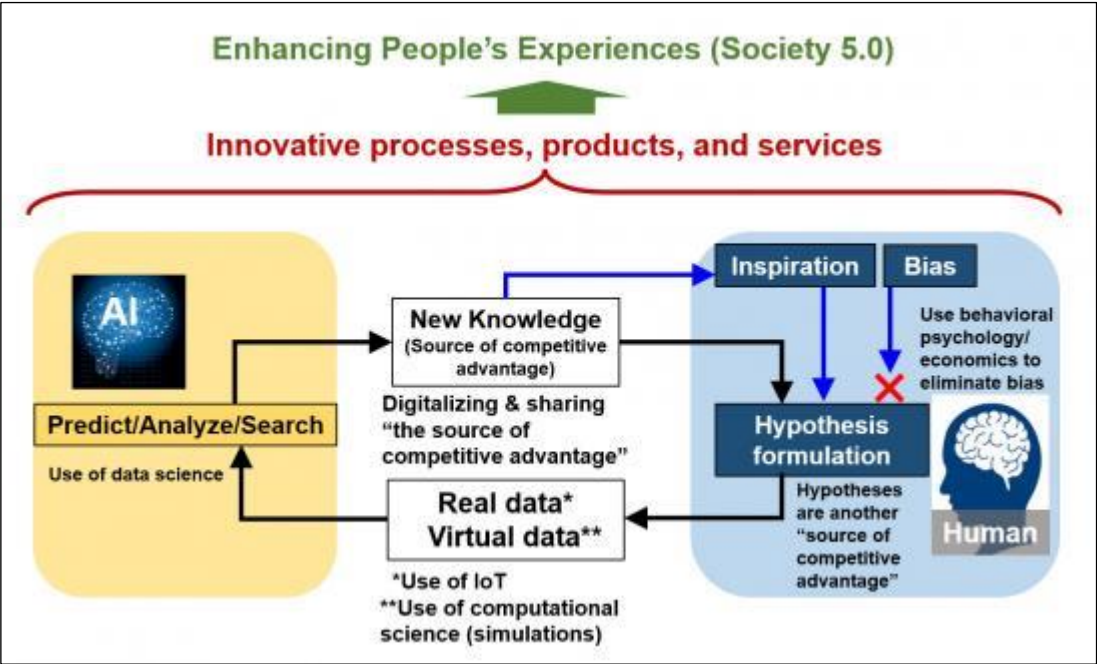 Enhancing People's Experiences (Society 5.0)
Innovative processes, products, and services
AI
Predict/Analyze/Search
Use of data science
New Knowledge
(Source of competitive
advantage)
Digitalizing & sharing
“the source of
competitive advantage”
Real data*
Virtual data**
*Use of IoT
**Use of computational
science (simulations)
Inspiration
Bias
Use behavioral
psychology/
economics to
eliminate bias
Hypothesis
formulation
Hypotheses
are another
“source of
competitive
advantage”
Human